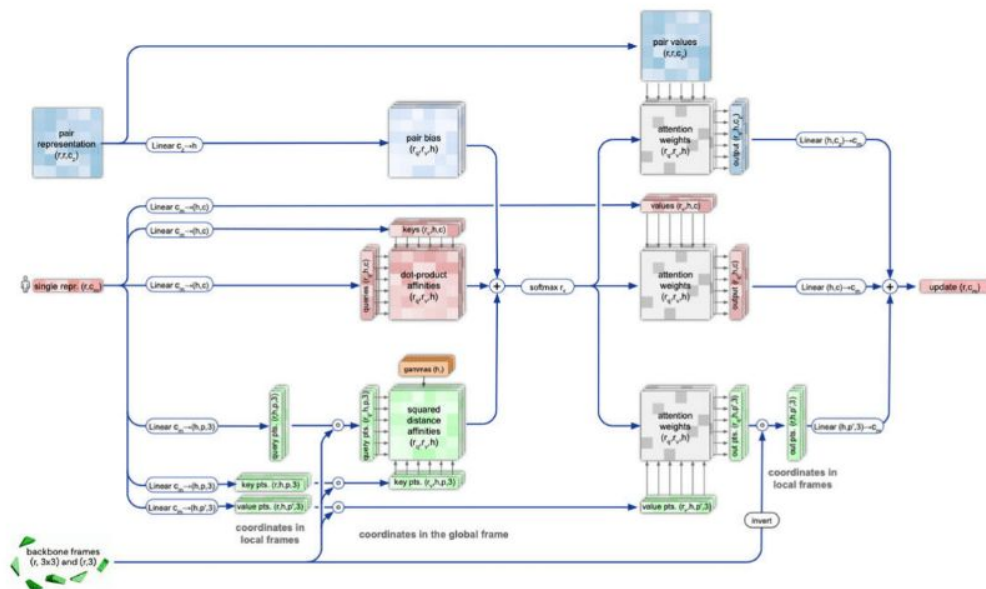 pair values
(r,r,c_z)
pair
representation
(r,r,c_z)
Linear c_z→h
pair bias
(r_q,r_v,h)
attention
weights
(r_q,r_v,h)
output (r_q,h,c_z)
Linear (h,c_z)→c_m
Linear c_m→(h,c)
values (r_v,h,c)
Linear c_m→(h,c)
keys (r_v,h,c)
single repr. (r,c_m)
Linear c_m→(h,c)
queries (r_q,h,c)
dot-product
affinities
(r_q,r_v,h)
+
softmax r_v
attention
weights
(r_q,r_v,h)
output (r_q,h,c)
Linear (h,c)→c_m
+
update (r,c_m)
gammas (h,)
Linear c_m→(h,p,3)
query pts. (r,h,p,3)
query pts. (r_q,h,p,3)
squared
distance
affinities
(r_q,r_v,h)
attention
weights
(r_q,r_v,h)
out pts. (r_q,h,p',3)
out pts. (r,h,p',3)
Linear (h,p',3)→c_m
coordinates in
local frames
Linear c_m→(h,p,3)
key pts. (r,h,p,3)
key pts. (r_v,h,p,3)
Linear c_m→(h,p',3)
value pts. (r,h,p',3)
value pts. (r_v,h,p',3)
coordinates in
local frames
coordinates in the global frame
invert
backbone frames
(r, 3x3) and (r,3)